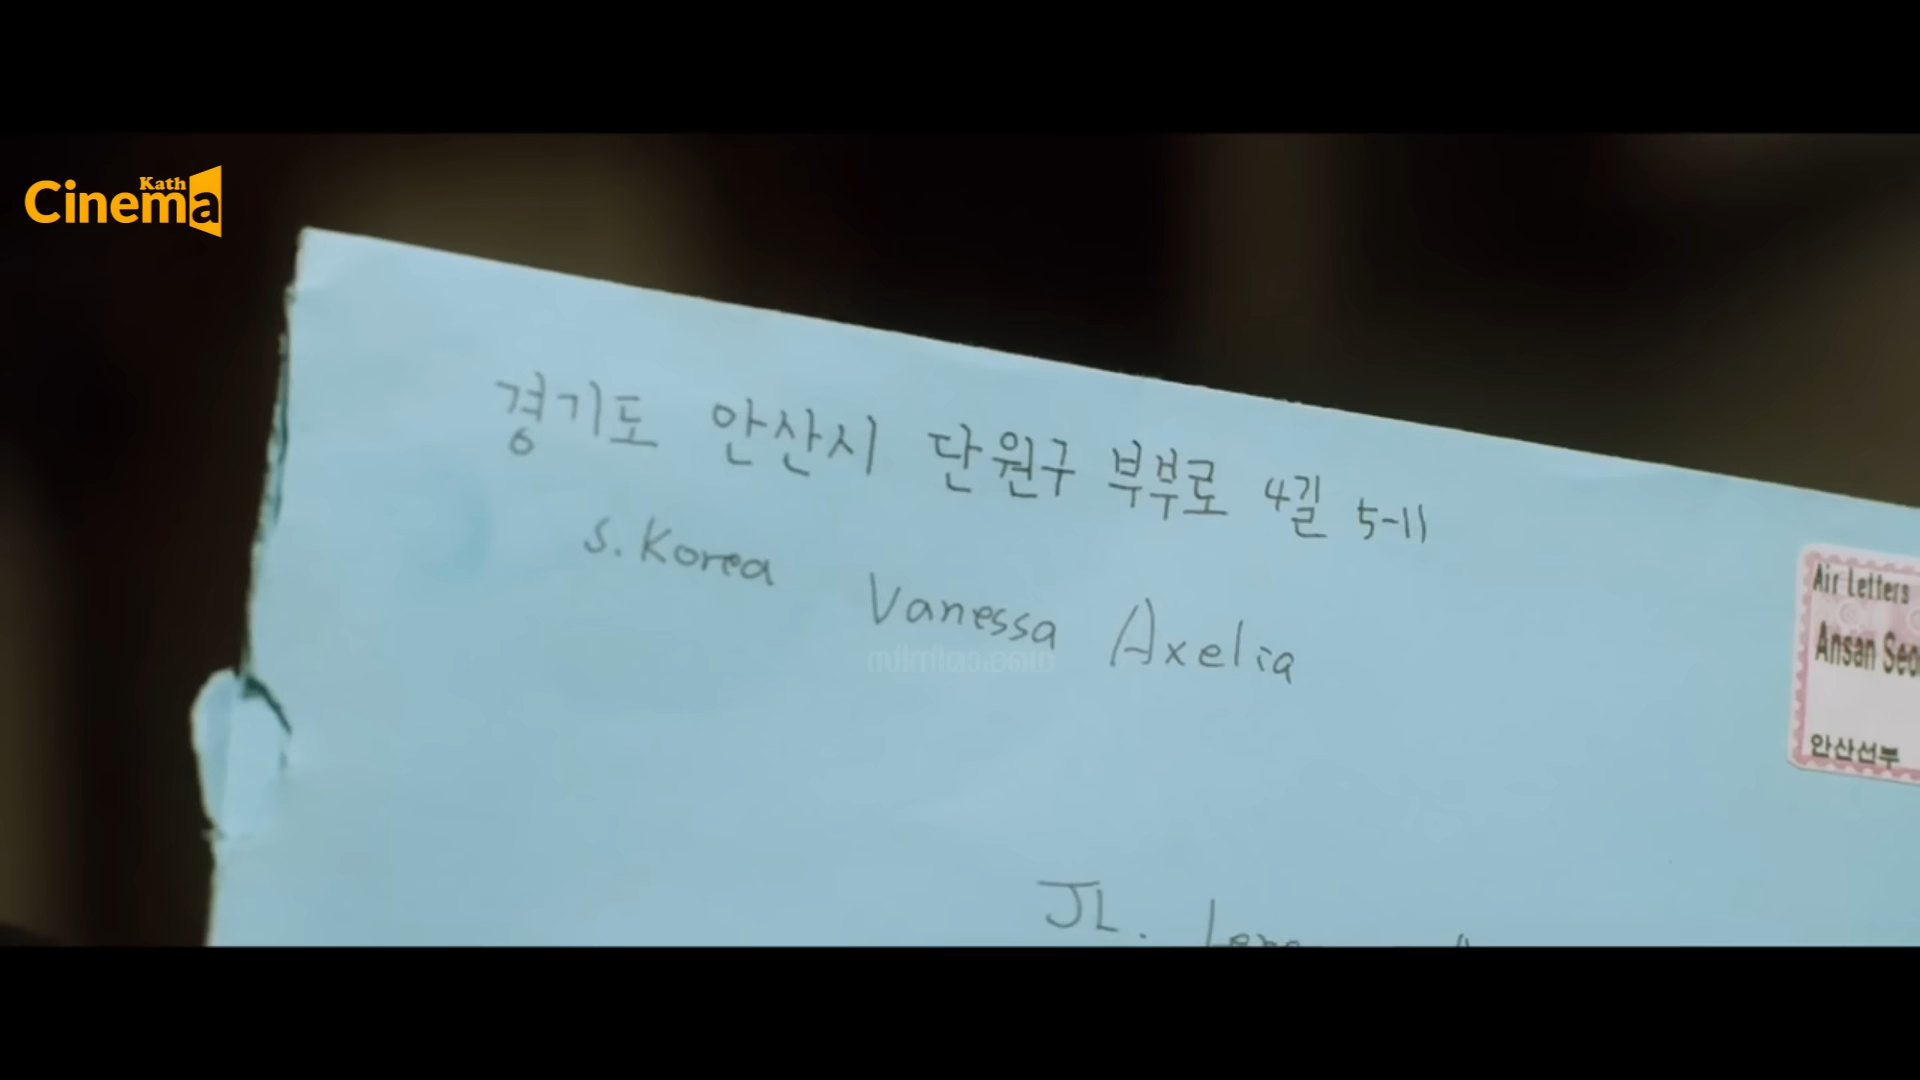 Kath
Cinema
경기도 안산시 단원구 부부로 4길 5-11
S. Korea Vanessa Axelia
Air Letters
Ansan Seo
안산선부
JL.